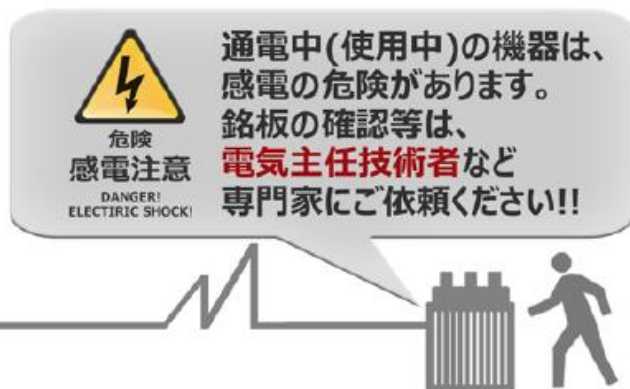 通電中(使用中)の機器は、
感電の危険があります。
銘板の確認等は、
電気主任技術者など
専門家にご依頼ください!!
危険
感電注意
DANGER!
ELECTIRIC SHOCK!